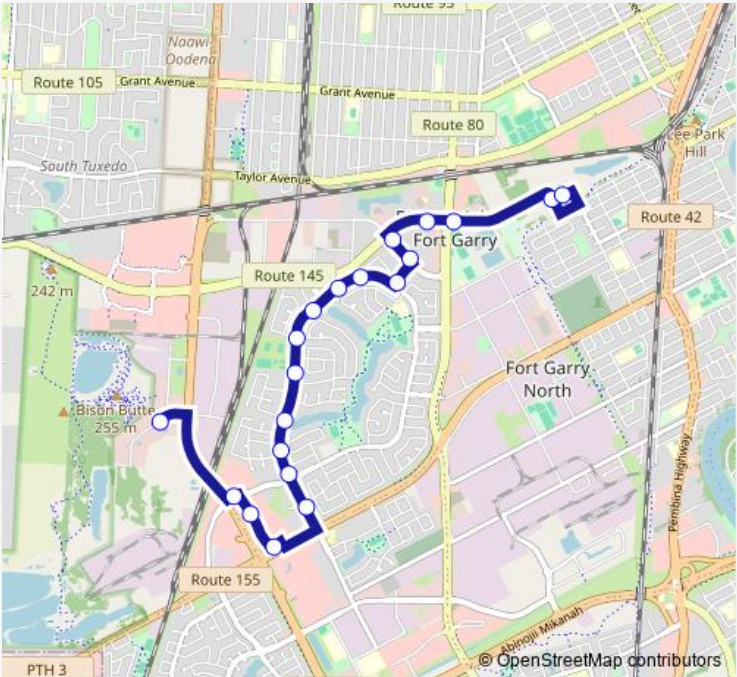 Route 95
Naawi-
Oodena
Route 105
Grant Avenue
Grant Avenue
Route 80
Lee Park
Hill
South Tuxedo
Taylor Avenue
Route 42
Fort Garry
Route 145
242 m
Fort Garry
North
Bison Butte
255 m
Pembina Highway
Route 155
Abinojii Mikanah
PTH 3
© OpenStreetMap contributors